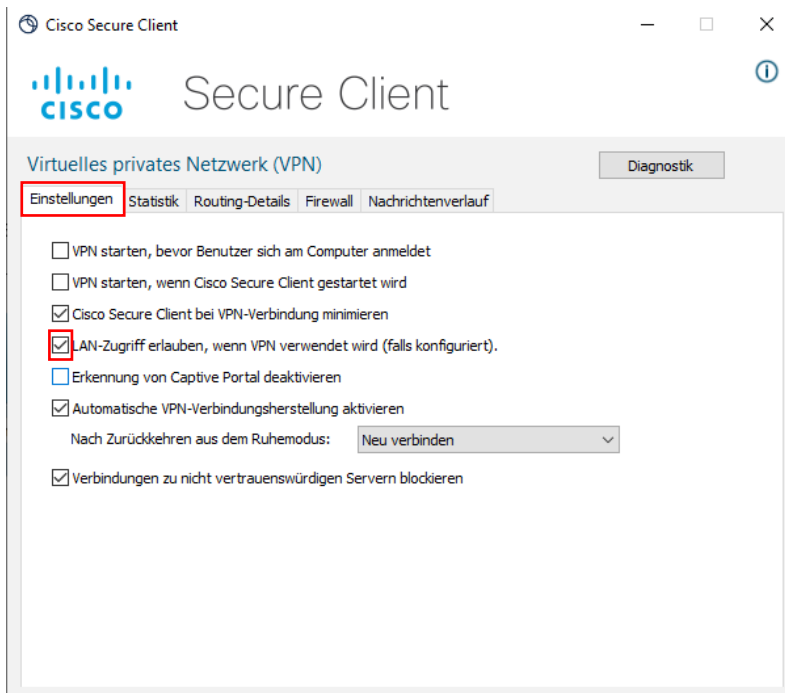 Cisco Secure Client
CISCO
Secure Client
Virtuelles privates Netzwerk (VPN)
Diagnostik
Einstellungen Statistik Routing-Details Firewall Nachrichtenverlauf
VPN starten, bevor Benutzer sich am Computer anmeldet
VPN starten, wenn Cisco Secure Client gestartet wird
Cisco Secure Client bei VPN-Verbindung minimieren
LAN-Zugriff erlauben, wenn VPN verwendet wird (falls konfiguriert).
Erkennung von Captive Portal deaktivieren
Automatische VPN-Verbindungsherstellung aktivieren
Nach Zurückkehren aus dem Ruhemodus: Neu verbinden
Verbindungen zu nicht vertrauenswürdigen Servern blockieren